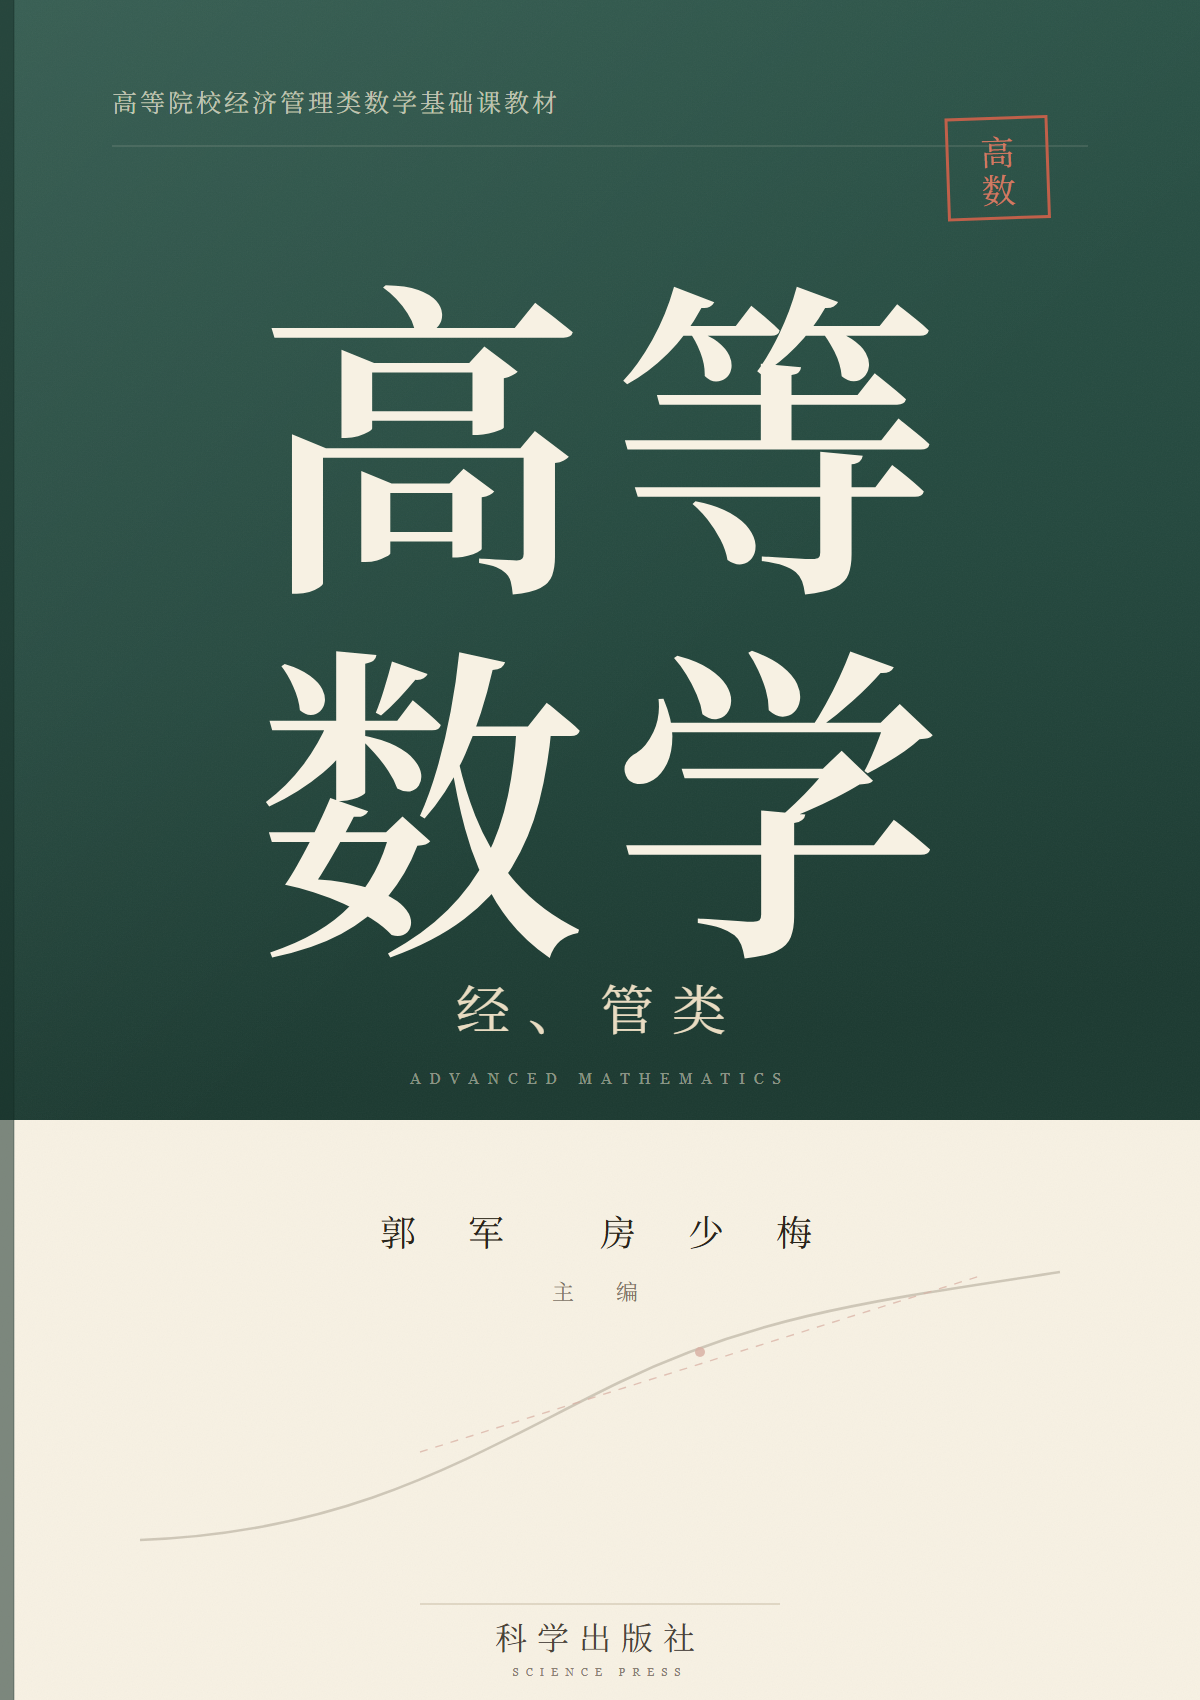 高等院校经济管理类数学基础课教材
高
数
高等
数学
经、管类
ADVANCED MATHEMATICS
郭 军 房 少 梅
主 编
科学出版社
SCIENCE PRESS